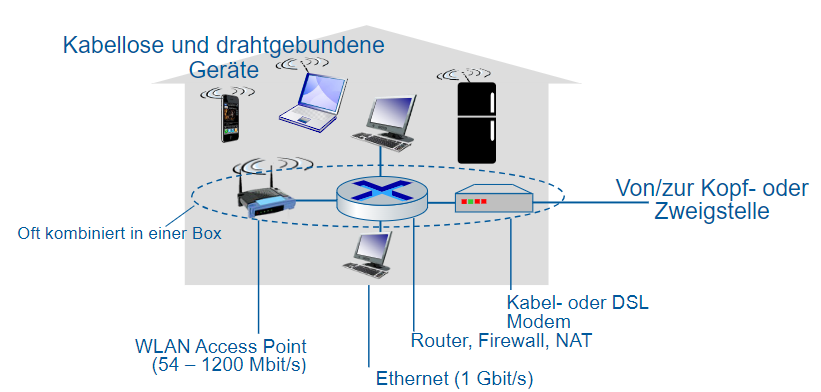 Kabellose und drahtgebundene
Geräte
Von/zur Kopf- oder
Zweigstelle
Oft kombiniert in einer Box
Kabel- oder DSL
Modem
Router, Firewall, NAT
WLAN Access Point
(54 – 1200 Mbit/s)
Ethernet (1 Gbit/s)